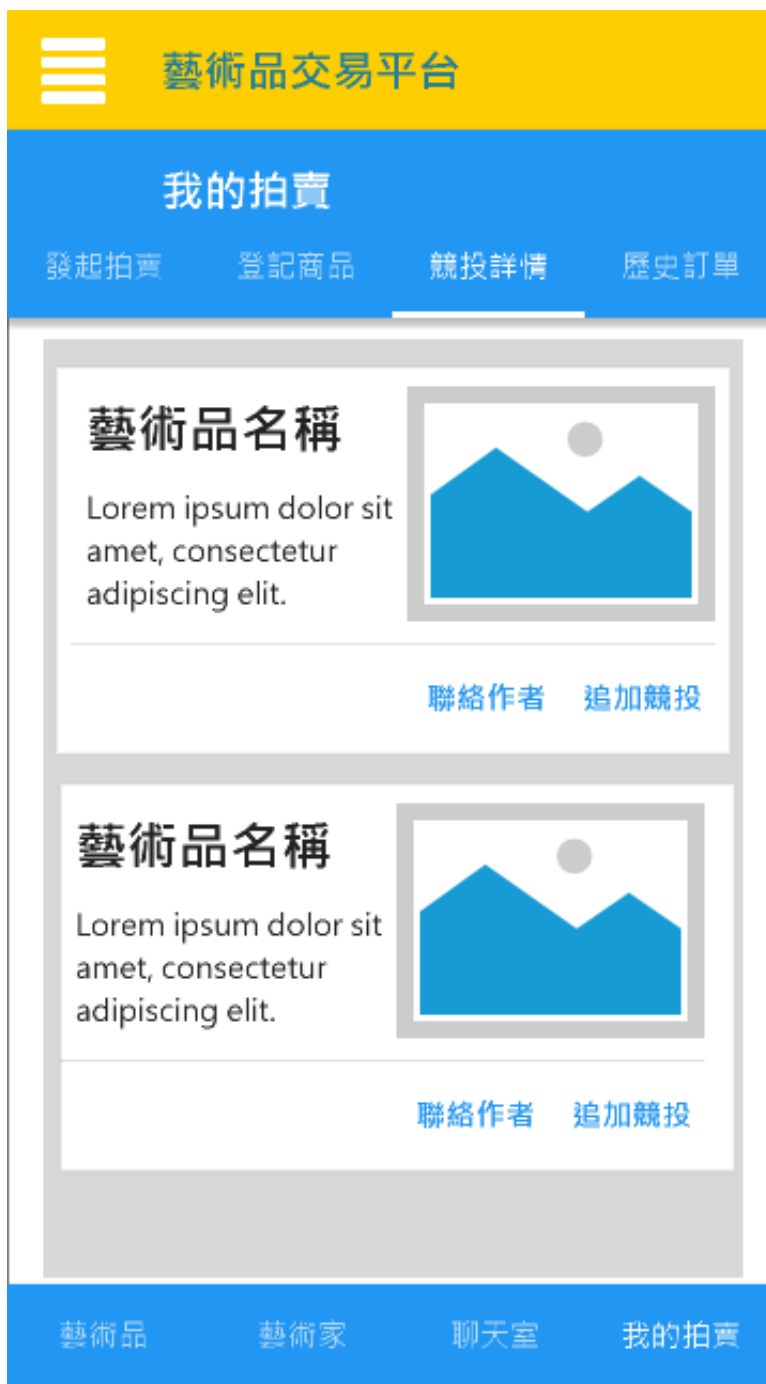 藝術品交易平台
我的拍賣
發起拍賣 登記商品 競投詳情 歷史訂單
藝術品名稱
Lorem ipsum dolor sit
amet, consectetur
adipiscing elit.
聯絡作者 追加競投
藝術品名稱
Lorem ipsum dolor sit
amet, consectetur
adipiscing elit.
聯絡作者 追加競投
藝術品 藝術家 聊天室 我的拍賣